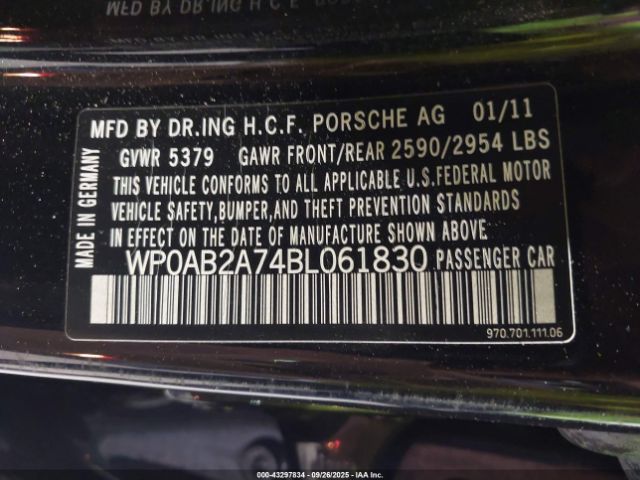 MFD BY DR.ING H.C.F. PORSCHE AG 01/11
GVWR 5379 GAWR FRONT/REAR 2590/2954 LBS
THIS VEHICLE CONFORMS TO ALL APPLICABLE U.S.FEDERAL MOTOR
VEHICLE SAFETY,BUMPER,AND THEFT PREVENTION STANDARDS
IN EFFECT ON THE DATE OF MANUFACTURE SHOWN ABOVE.
WP0AB2A74BL061830 PASSENGER CAR
MADE IN GERMANY
970.701.111.06
000-43297834 - 09/26/2025 - IAA Inc.